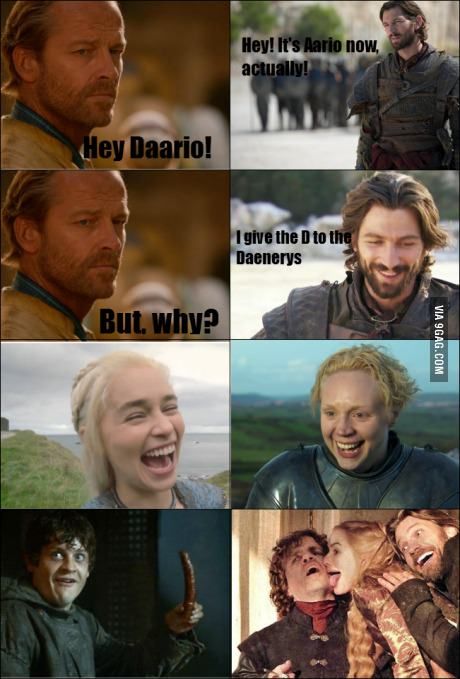 Hey Daario!
Hey! It's Aario now,
actually!
But. why?
I give the D to the
Daenerys
VIA 9GAG.COM